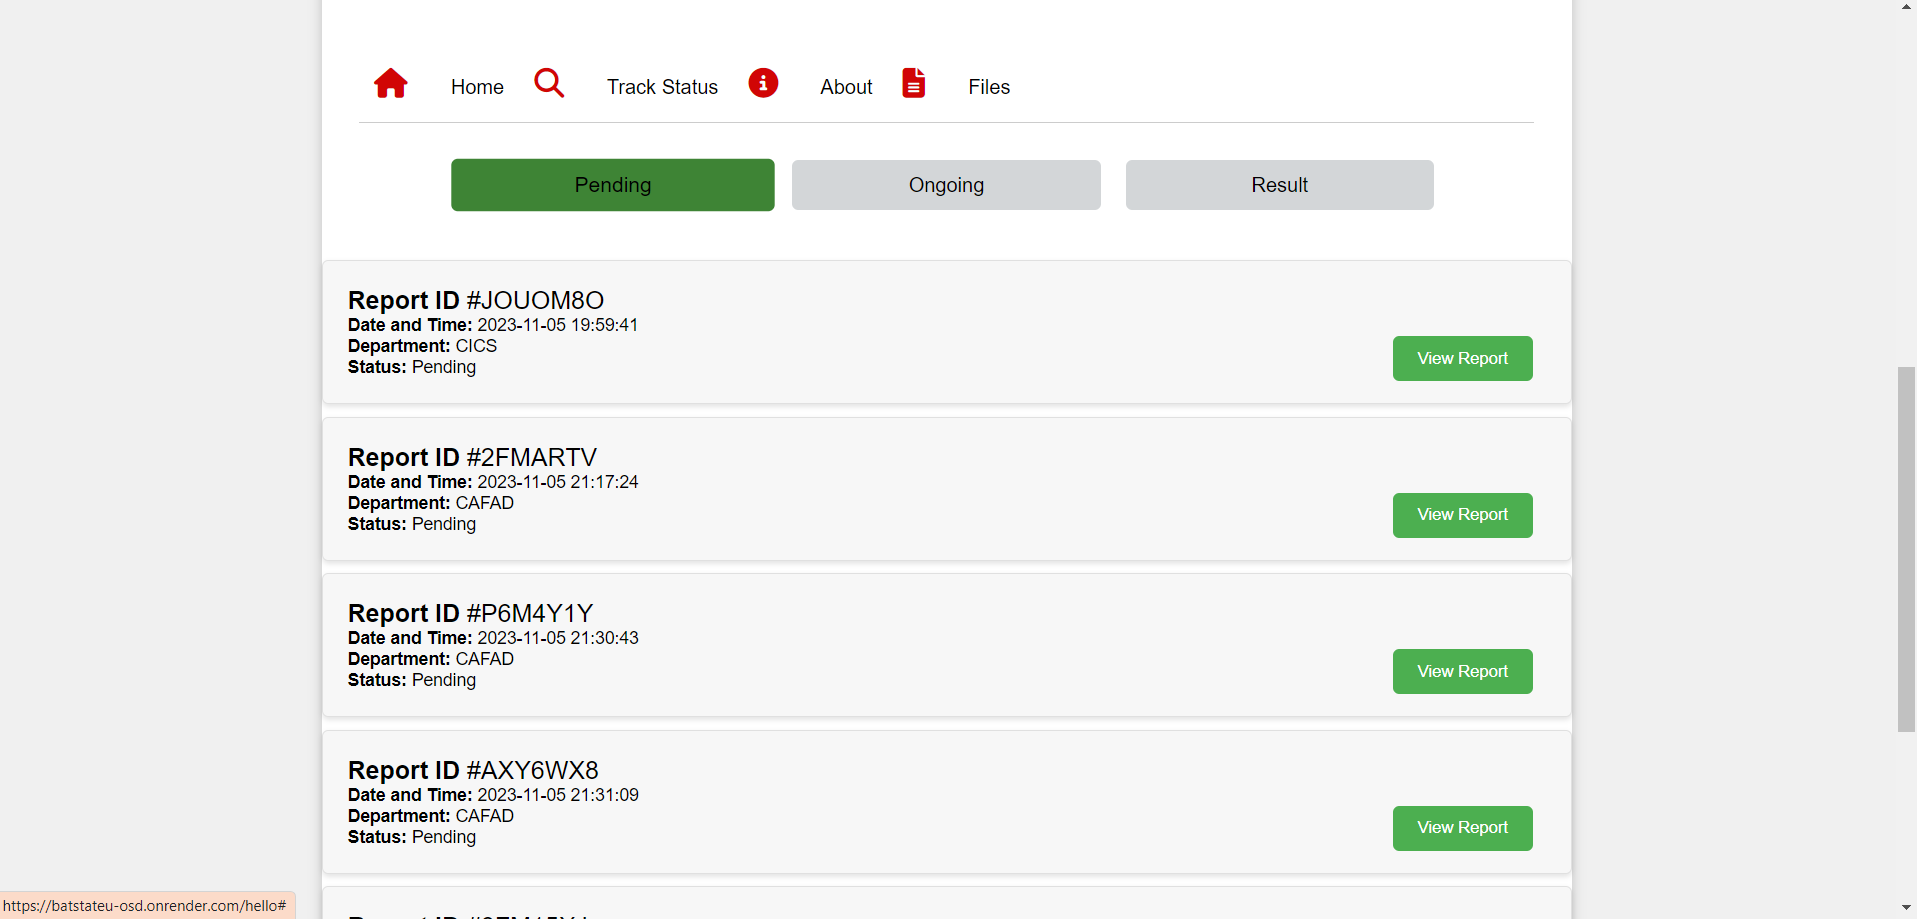 Home Track Status About Files
Pending Ongoing Result
Report ID #JOUOM8O
Date and Time: 2023-11-05 19:59:41
Department: CICS
Status: Pending
View Report
Report ID #2FMARTV
Date and Time: 2023-11-05 21:17:24
Department: CAFAD
Status: Pending
View Report
Report ID #P6M4Y1Y
Date and Time: 2023-11-05 21:30:43
Department: CAFAD
Status: Pending
View Report
Report ID #AXY6WX8
Date and Time: 2023-11-05 21:31:09
Department: CAFAD
Status: Pending
View Report
Report ID
https://batstateu-osd.onrender.com/hello#